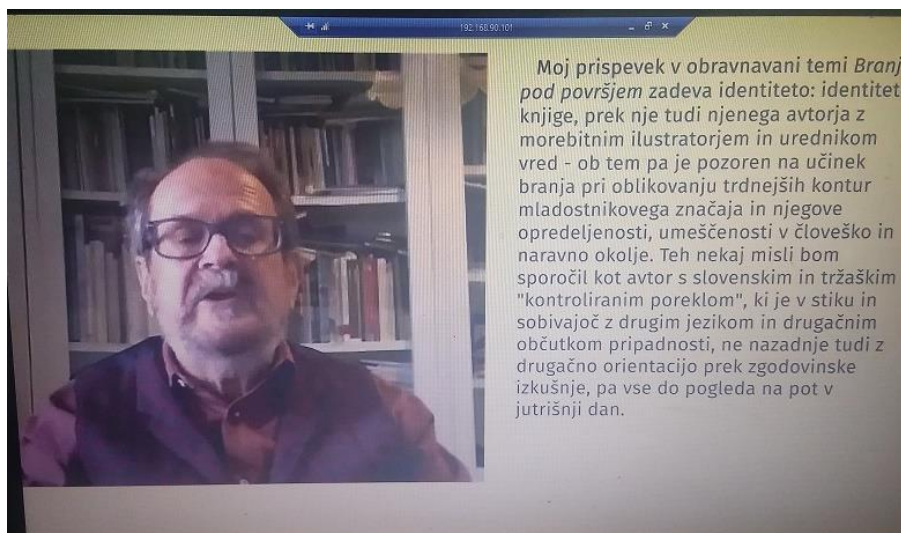 192.168.90.101
Moj prispevek v obravnavani temi Branj
pod površjem zadeva identiteto: identitet
knjige, prek nje tudi njenega avtorja z
morebitnim ilustratorjem in urednikom
vred - ob tem pa je pozoren na učinek
branja pri oblikovanju trdnejših kontur
mladostnikovega značaja in njegove
opredeljenosti, umeščenosti v človeško in
naravno okolje. Teh nekaj misli bom
sporočil kot avtor s slovenskim in tržaškim
"kontroliranim poreklom", ki je v stiku in
sobivajoč z drugim jezikom in drugačnim
občutkom pripadnosti, ne nazadnje tudi z
drugačno orientacijo prek zgodovinske
izkušnje, pa vse do pogleda na pot v
jutrišnji dan.